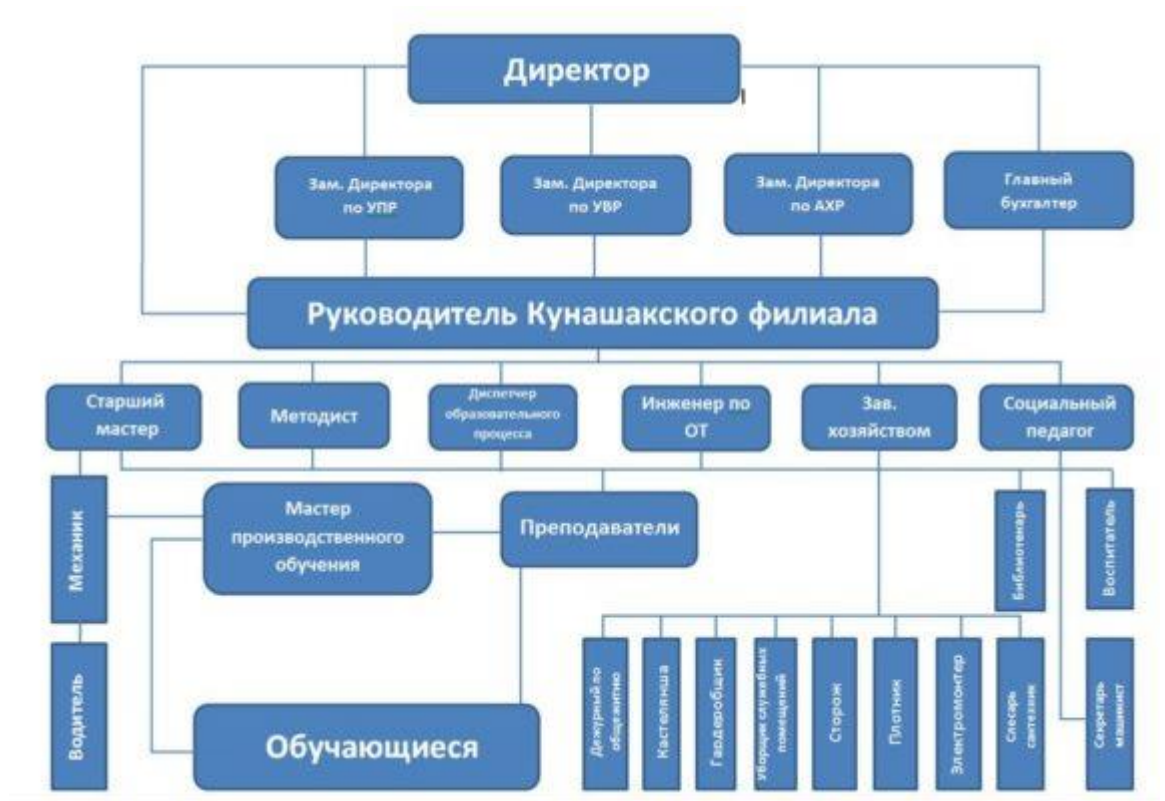 Директор
Зам. Директора
по УПР
Зам. Директора
по УВР
Зам. Директора
по АХР
Главный
бухгалтер
Руководитель Кунашакского филиала
Старший
мастер
Методист
Диспетчер
образовательного
процесса
Инженер по
ОТ
Зав.
хозяйством
Социальный
педагог
Механик
Мастер
производственного
обучения
Преподаватели
Библиотекарь
Воспитатель
Водитель
Обучающиеся
Дежурный по
общежитию
Кастелянша
Гардеробщик
Уборщик служебных
помещений
Сторож
Плотник
Электромонтер
Слесарь
сантехник
Секретарь
машинист